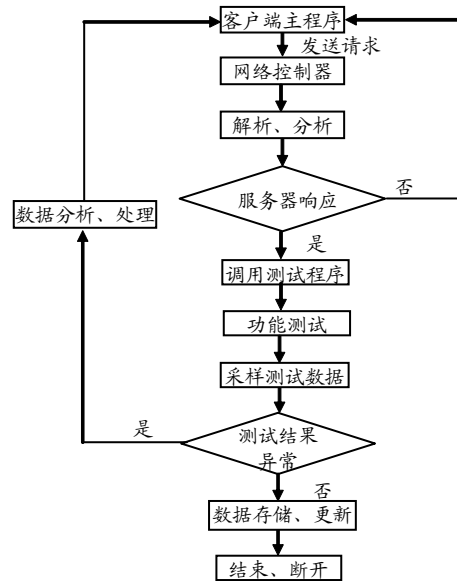 客户端主程序
发送请求
网络控制器
解析、分析
服务器响应
否
数据分析、处理
是
调用测试程序
功能测试
采样测试数据
是
测试结果
异常
否
数据存储、更新
结束、断开